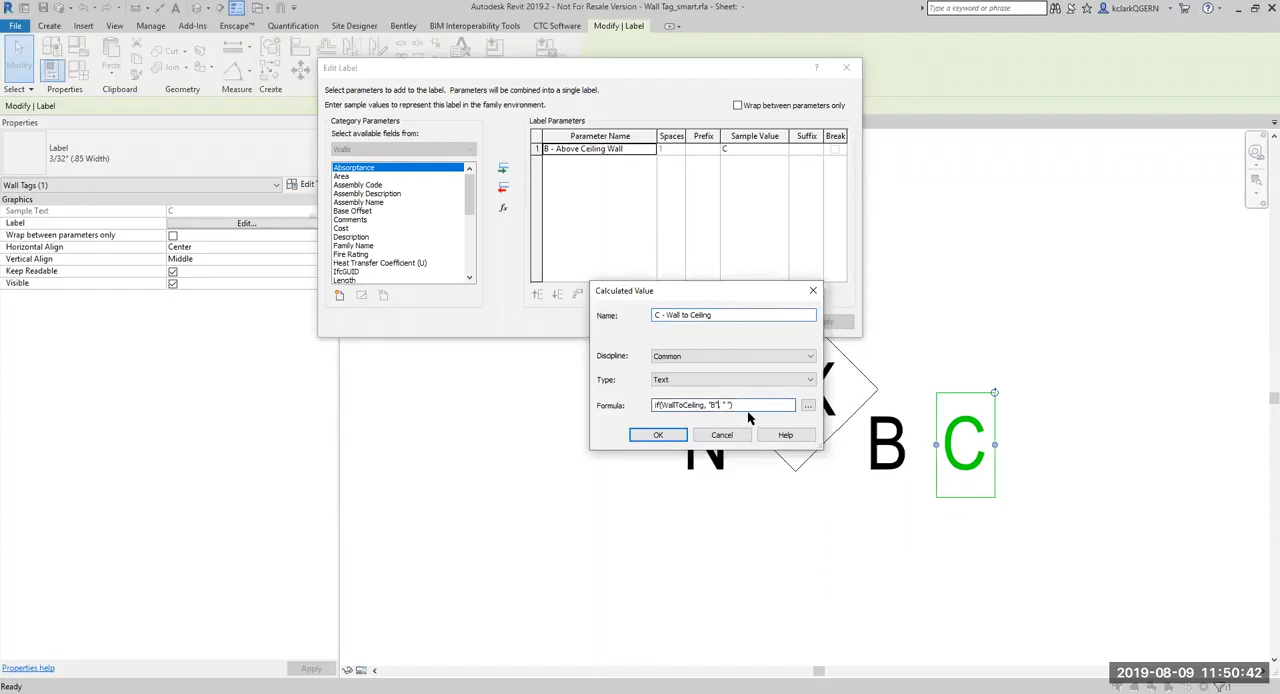 Autodesk Revit 2019.2 - Not For Resale Version - Wall Tag_smart.rfa - Sheet: -
Type a keyword or phrase
kclarkQGERN
File Create Insert View Manage Add-Ins Enscape™ Quantification Site Designer Bentley BIM Interoperability Tools CTC Software Modify | Label
Modify
Paste
Cut
Join
Select Properties Clipboard Geometry Measure Create
Modify | Label
Properties
Label
3/32" (.85 Width)
Wall Tags (1)
Edit T
Graphics
Sample Text C
Label Edit...
Wrap between parameters only
Horizontal Align Center
Vertical Align Middle
Keep Readable
Visible
Properties help
Apply
Ready
Edit Label
?
Select parameters to add to the label. Parameters will be combined into a single label.
Enter sample values to represent this label in the family environment.
Wrap between parameters only
Category Parameters
Select available fields from:
Walls
Absorptance
Area
Assembly Code
Assembly Description
Assembly Name
Base Offset
Comments
Cost
Description
Family Name
Fire Rating
Heat Transfer Coefficient (U)
IfcGUID
Length
fx
Label Parameters
Parameter Name Spaces Prefix Sample Value Suffix Break
1 B - Above Ceiling Wall 1 C
Calculated Value
Name: C - Wall to Ceiling
Discipline: Common
Type: Text
Formula: if(WallToCeiling, "B", " ")
...
OK Cancel Help
N
B
C
2019-08-09 11:50:42